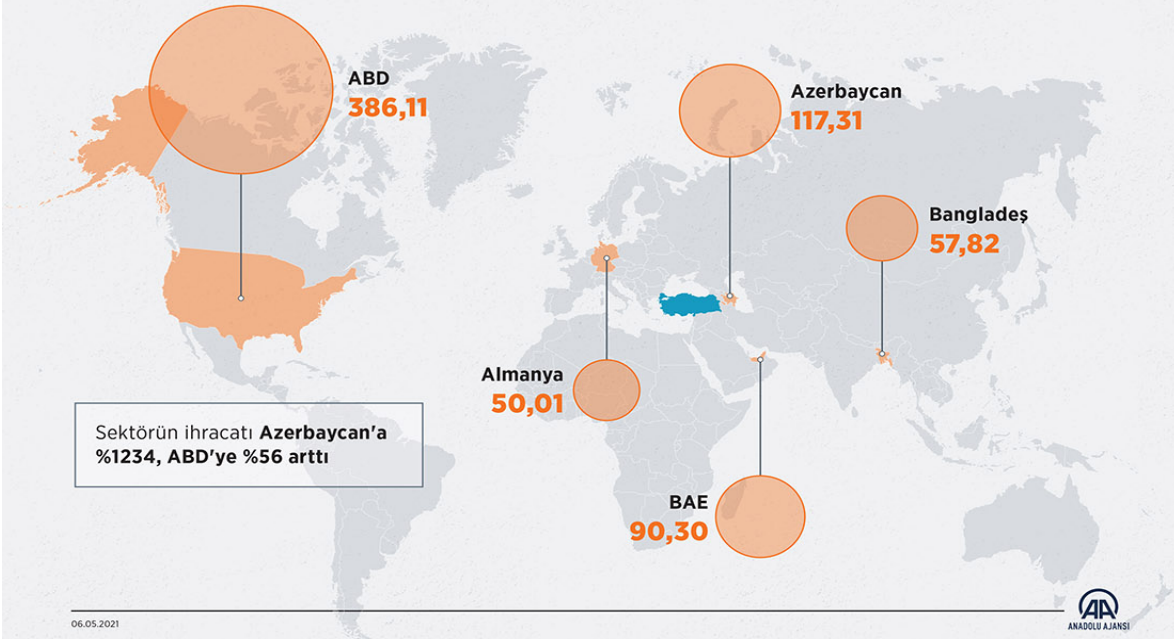 ABD
386,11
Azerbaycan
117,31
Bangladeş
57,82
Almanya
50,01
Sektörün ihracatı Azerbaycan'a
%1234, ABD'ye %56 arttı
BAE
90,30
06.05.2021
AA
ANADOLU AJANSI